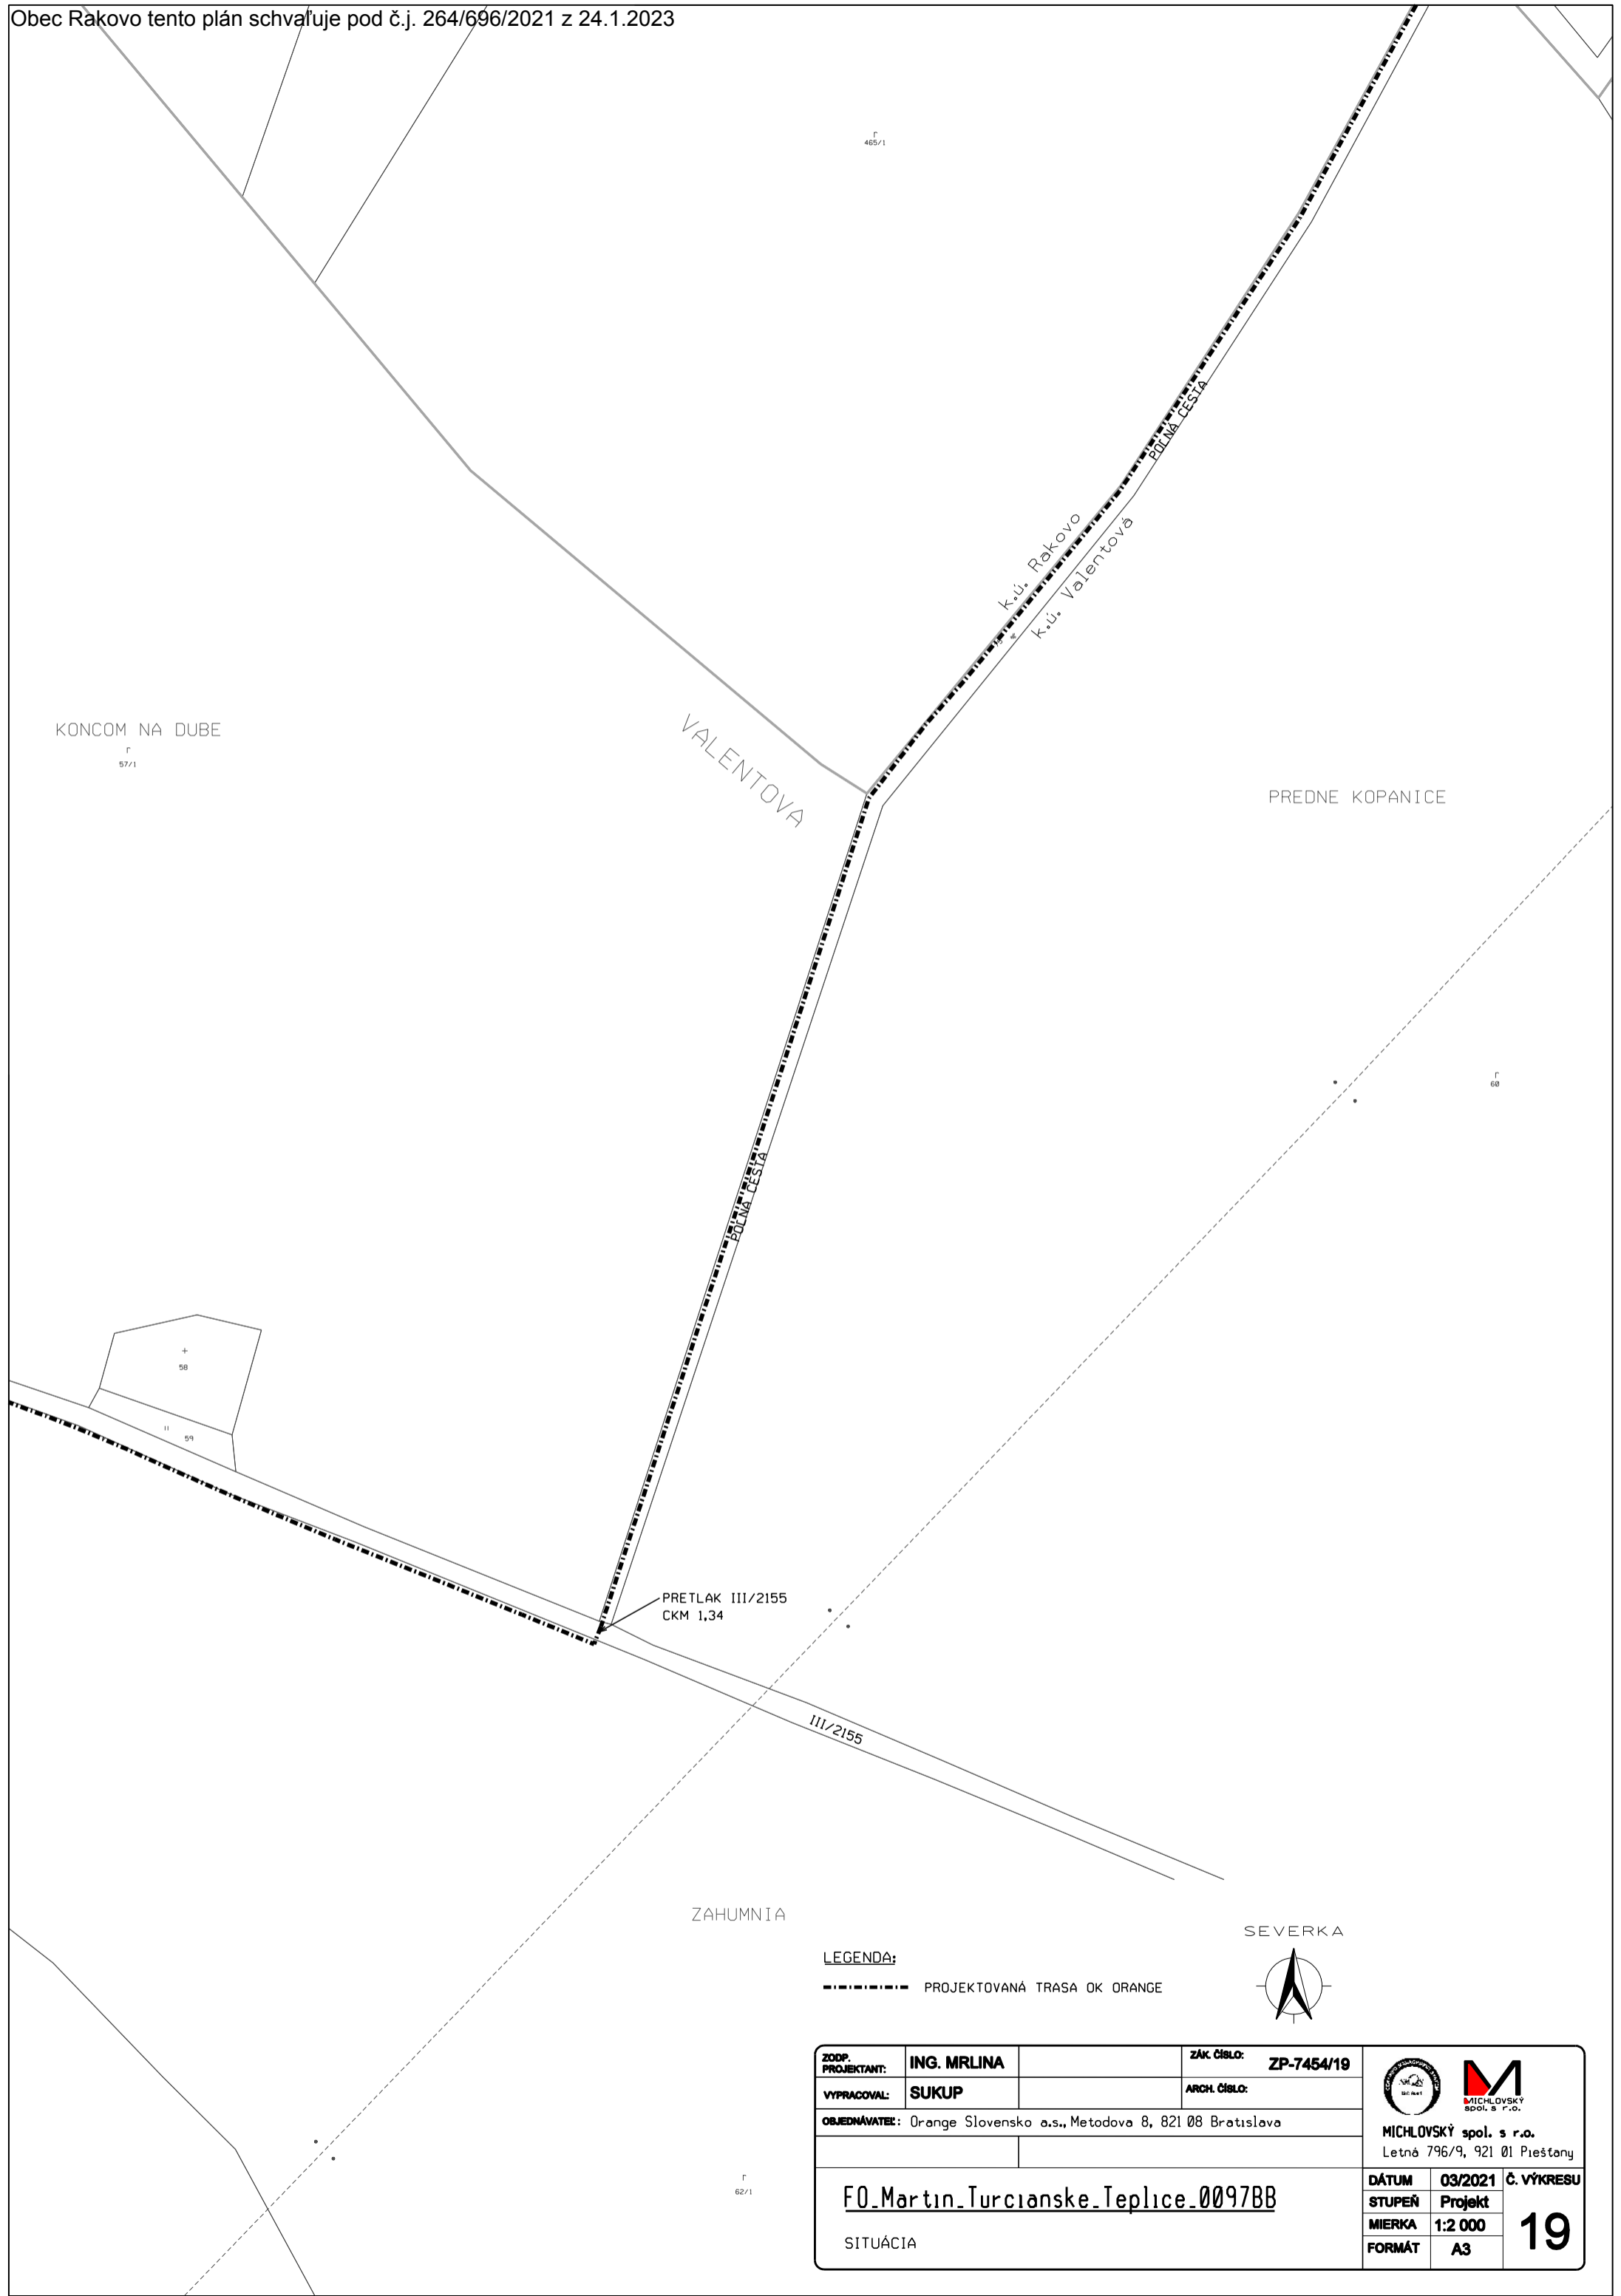 Obec Rakovo tento plán schvaľuje pod č.j. 264/696/2021 z 24.1.2023
465/1
POĽNÁ CESTA
k.ú. Rakovo
k.ú. Valentová
KONCOM NA DUBE
57/1
VALENTOVA
PREDNE KOPANICE
60
POĽNÁ CESTA
58
59
PRETLAK III/2155
CKM 1,34
III/2155
ZAHUMNIA
SEVERKA
LEGENDA:
PROJEKTOVANÁ TRASA OK ORANGE
62/1
ZODP. PROJEKTANT: ING. MRLINA ZÁK. ČÍSLO: ZP-7454/19
VYPRACOVAL: SUKUP ARCH. ČÍSLO:
OBJEDNÁVATEĽ: Orange Slovensko a.s., Metodova 8, 821 08 Bratislava
MICHLOVSKÝ
spol. s r.o.
MICHLOVSKÝ spol. s r.o.
Letná 796/9, 921 01 Piešťany
FO_Martin_Turcianske_Teplice_0097BB
SITUÁCIA
DÁTUM 03/2021 Č. VÝKRESU
STUPEŇ Projekt
MIERKA 1:2 000
FORMÁT A3
19